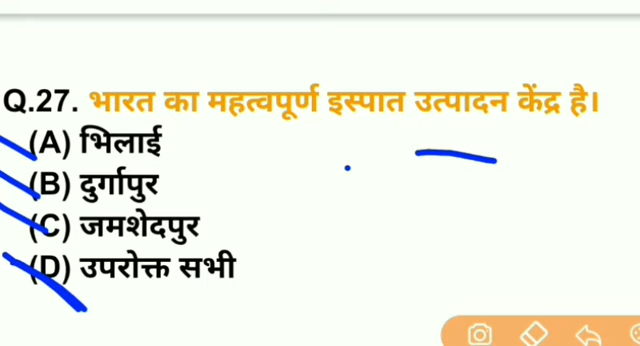 Q.27. भारत का महत्वपूर्ण इस्पात उत्पादन केंद्र है।
(A) भिलाई
(B) दुर्गापुर
(C) जमशेदपुर
(D) उपरोक्त सभी